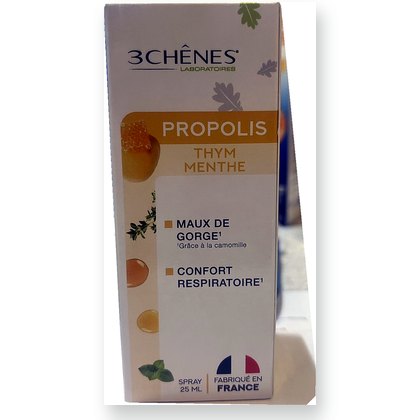 3CHÊNES®
LABORATOIRES
PROPOLIS
THYM
MENTHE
MAUX DE
GORGE¹
¹Grâce à la camomille
CONFORT
RESPIRATOIRE¹
SPRAY
25 ML
FABRIQUÉ EN
FRANCE